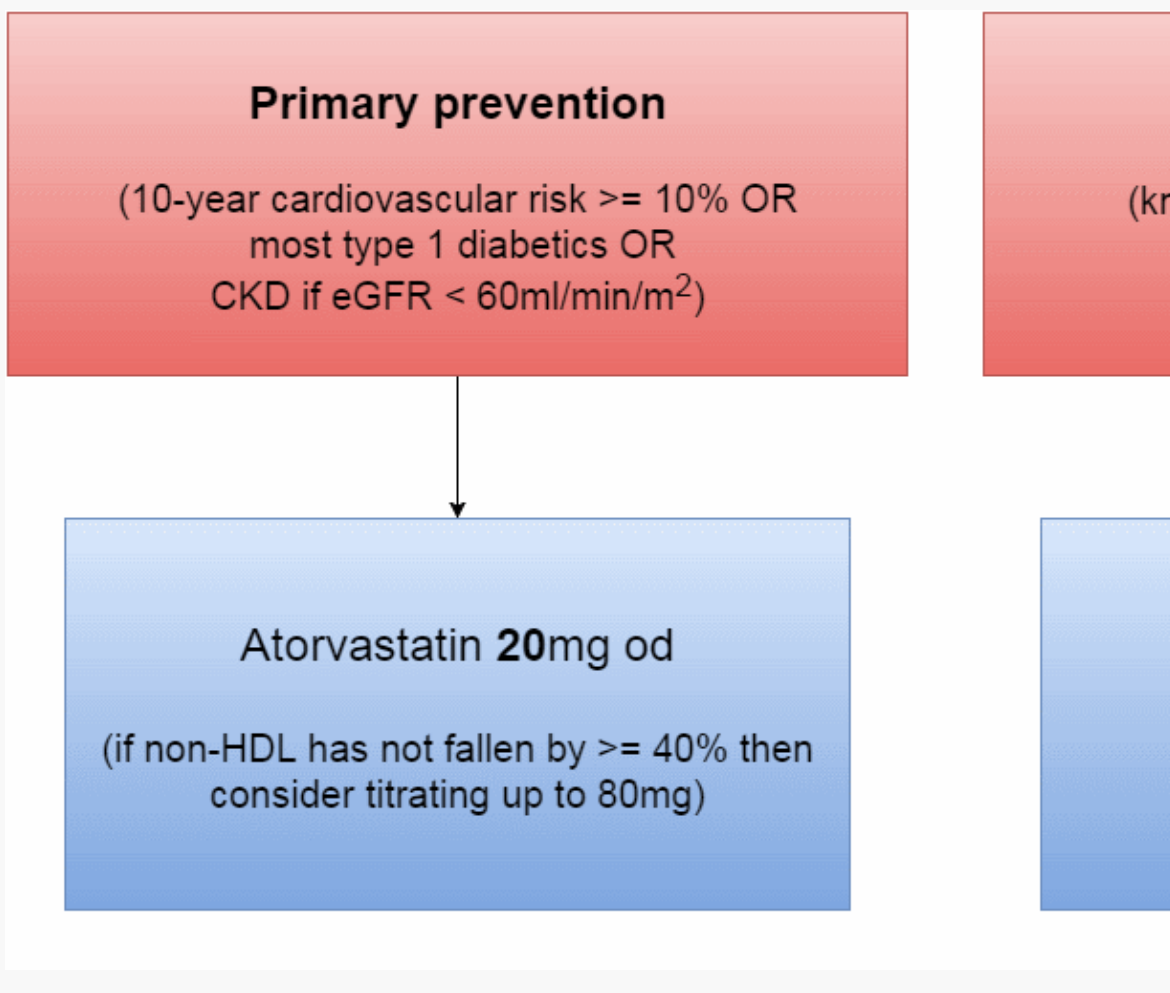 Primary prevention
(10-year cardiovascular risk >= 10% OR
most type 1 diabetics OR
CKD if eGFR < 60ml/min/m²)
Atorvastatin 20mg od
(if non-HDL has not fallen by >= 40% then
consider titrating up to 80mg)